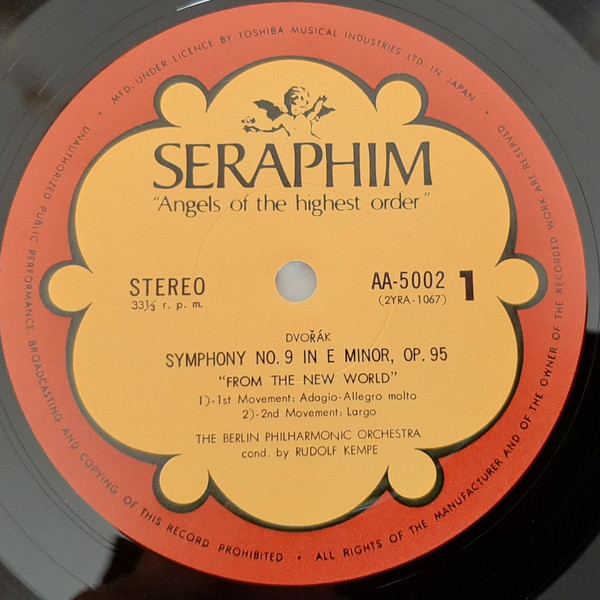 MFD. UNDER LICENCE BY TOSHIBA MUSICAL INDUSTRIES LTD. IN JAPAN
SERAPHIM
"Angels of the highest order"
STEREO
33⅓ r. p. m.
AA-5002 1
(2YRA-1067)
DVOŘÁK
SYMPHONY NO. 9 IN E MINOR, OP. 95
"FROM THE NEW WORLD"
1)-1st Movement: Adagio-Allegro molto
2)-2nd Movement: Largo
THE BERLIN PHILHARMONIC ORCHESTRA
cond. by RUDOLF KEMPE
UNAUTHORIZED PUBLIC PERFORMANCE, BROADCASTING AND COPYING OF THIS RECORD PROHIBITED • ALL RIGHTS OF THE MANUFACTURER AND OF THE OWNER OF THE RECORDED WORK ARE RESERVED